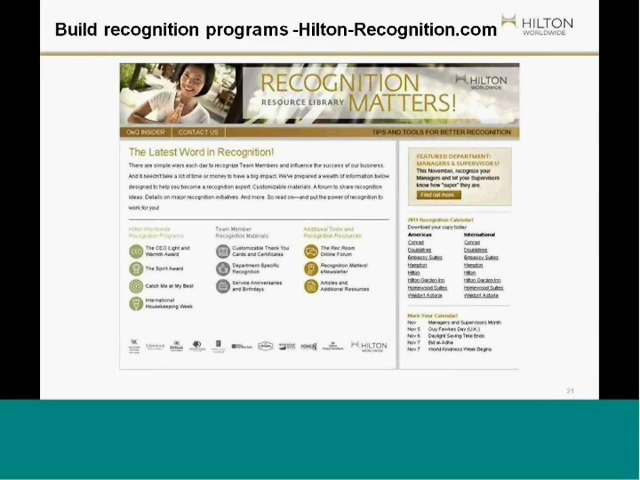 Build recognition programs -Hilton-Recognition.com
HILTON
WORLDWIDE
RECOGNITION
RESOURCE LIBRARY MATTERS!
HILTON
WORLDWIDE
CONTACT US
TIPS AND TOOLS FOR BETTER RECOGNITION
The Latest Word in Recognition!
There are simple ways each day to recognize Team Members and influence the success of our business.
And it needn't take a lot of time or money to have a big impact. We've prepared a wealth of information below
designed to help you become a recognition expert. Customizable materials. A forum to share recognition
ideas. Details on major recognition initiatives. And more. So read on—and put the power of recognition to
work for you!
Hilton Worldwide
Recognition Programs
The CEO Light and
Warmth Award
The Spirit Award
Catch Me at My Best
International
Housekeeping Week
Team Member
Recognition Materials
Customizable Thank You
Cards and Certificates
Department-Specific
Recognition
Service Anniversaries
and Birthdays
Additional Tools and
Recognition Resources
The Rec Room
Online Forum
Recognition Matters!
eNewsletter
Articles and
Additional Resources
FEATURED DEPARTMENT:
MANAGERS & SUPERVISORS!
This November, recognize your
Managers and let your Supervisors
know how "super" they are.
Find out more.
2011 Recognition Calendar!
Download your copy today
Americas International
Conrad Conrad
Doubletree Doubletree
Embassy Suites Embassy Suites
Hampton Hampton
Hilton Hilton
Hilton Garden Inn Hilton Garden Inn
Homewood Suites Homewood Suites
Waldorf Astoria Waldorf Astoria
Mark Your Calendar!
Nov Managers and Supervisors Month
Nov 5 Guy Fawkes Day (U.K.)
Nov 6 Daylight Saving Time Ends
Nov 7 Eid al-Adha
Nov 7 World Kindness Week Begins
HILTON
WORLDWIDE
21